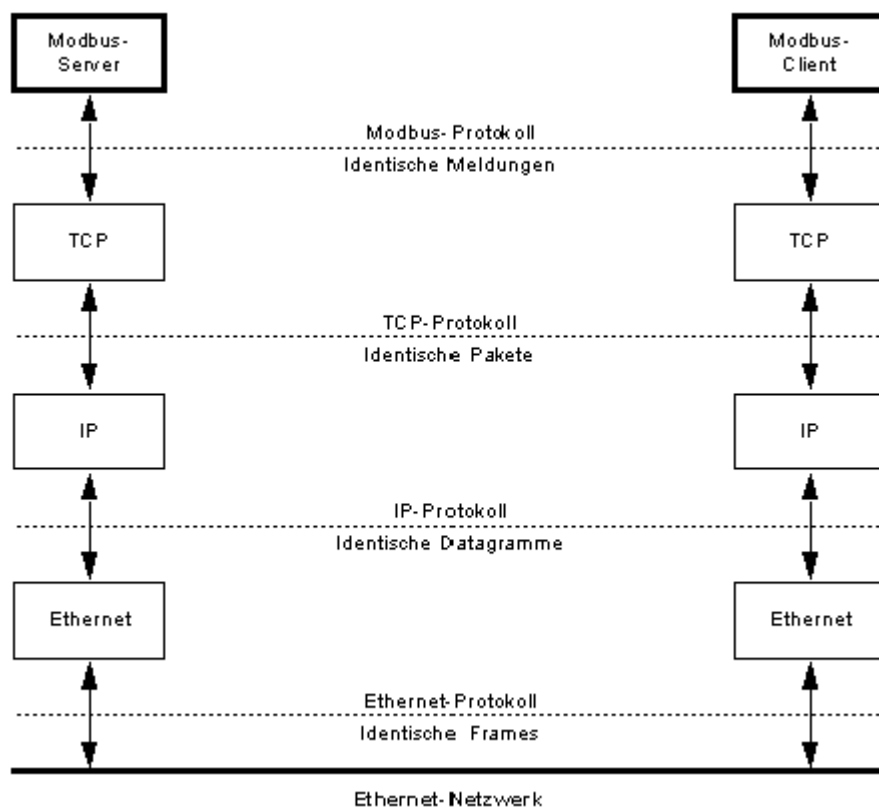 Modbus-
Server
Modbus-
Client
Modbus-Protokoll
Identische Meldungen
TCP
TCP
TCP-Protokoll
Identische Pakete
IP
IP
IP-Protokoll
Identische Datagramme
Ethernet
Ethernet
Ethernet-Protokoll
Identische Frames
Ethernet-Netzwerk